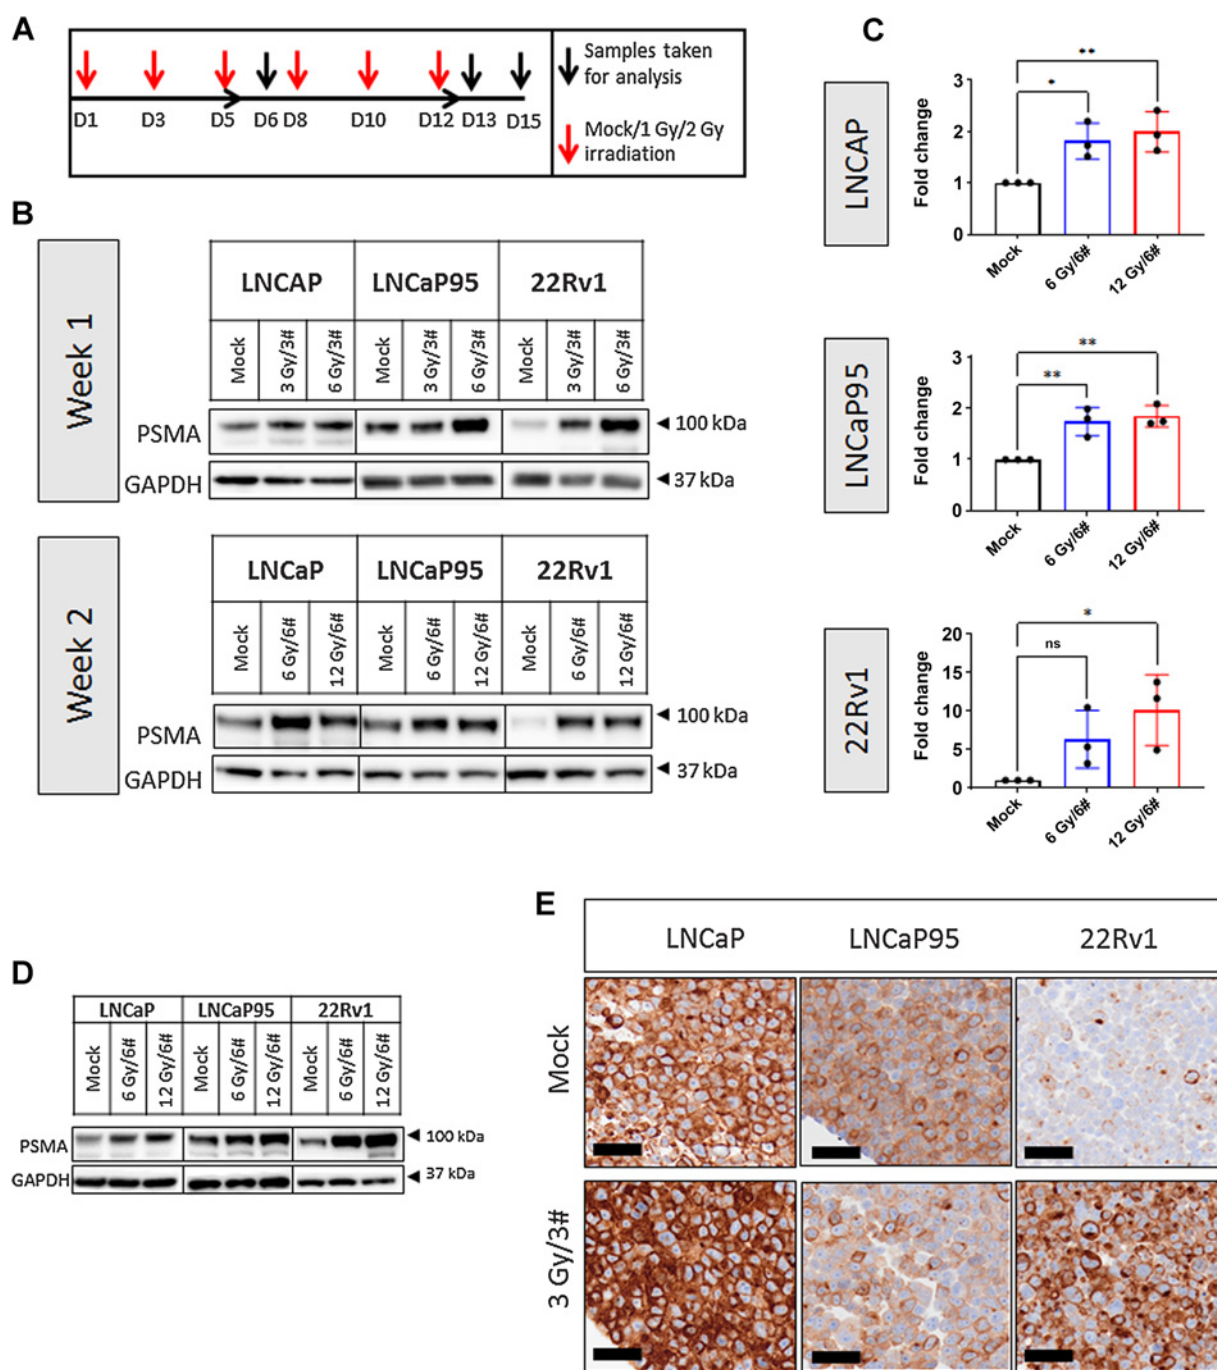 A
Samples taken
for analysis
Mock/1 Gy/2 Gy
irradiation
D1 D3 D5 D6 D8 D10 D12 D13 D15
B
Week 1
LNCAP LNCaP95 22Rv1
Mock 3 Gy/3# 6 Gy/3# Mock 3 Gy/3# 6 Gy/3# Mock 3 Gy/3# 6 Gy/3#
PSMA 100 kDa
GAPDH 37 kDa
Week 2
LNCaP LNCaP95 22Rv1
Mock 6 Gy/6# 12 Gy/6# Mock 6 Gy/6# 12 Gy/6# Mock 6 Gy/6# 12 Gy/6#
PSMA 100 kDa
GAPDH 37 kDa
C
LNCAP
Fold change
3
2
1
0
* **
Mock 6 Gy/6# 12 Gy/6#
LNCaP95
Fold change
3
2
1
0
** **
Mock 6 Gy/6# 12 Gy/6#
22Rv1
Fold change
20
15
10
5
0
ns *
Mock 6 Gy/6# 12 Gy/6#
D
LNCaP LNCaP95 22Rv1
Mock 6 Gy/6# 12 Gy/6# Mock 6 Gy/6# 12 Gy/6# Mock 6 Gy/6# 12 Gy/6#
PSMA 100 kDa
GAPDH 37 kDa
E
LNCaP LNCaP95 22Rv1
Mock
3 Gy/3#